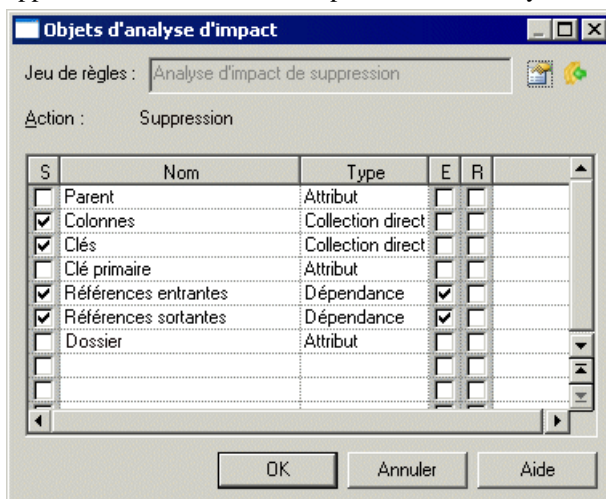 Objets d'analyse d'impact
Jeu de règles : Analyse d'impact de suppression
Action : Suppression
S Nom Type E R
Parent Attribut
Colonnes Collection direct
Clés Collection direct
Clé primaire Attribut
Références entrantes Dépendance
Références sortantes Dépendance
Dossier Attribut
OK Annuler Aide